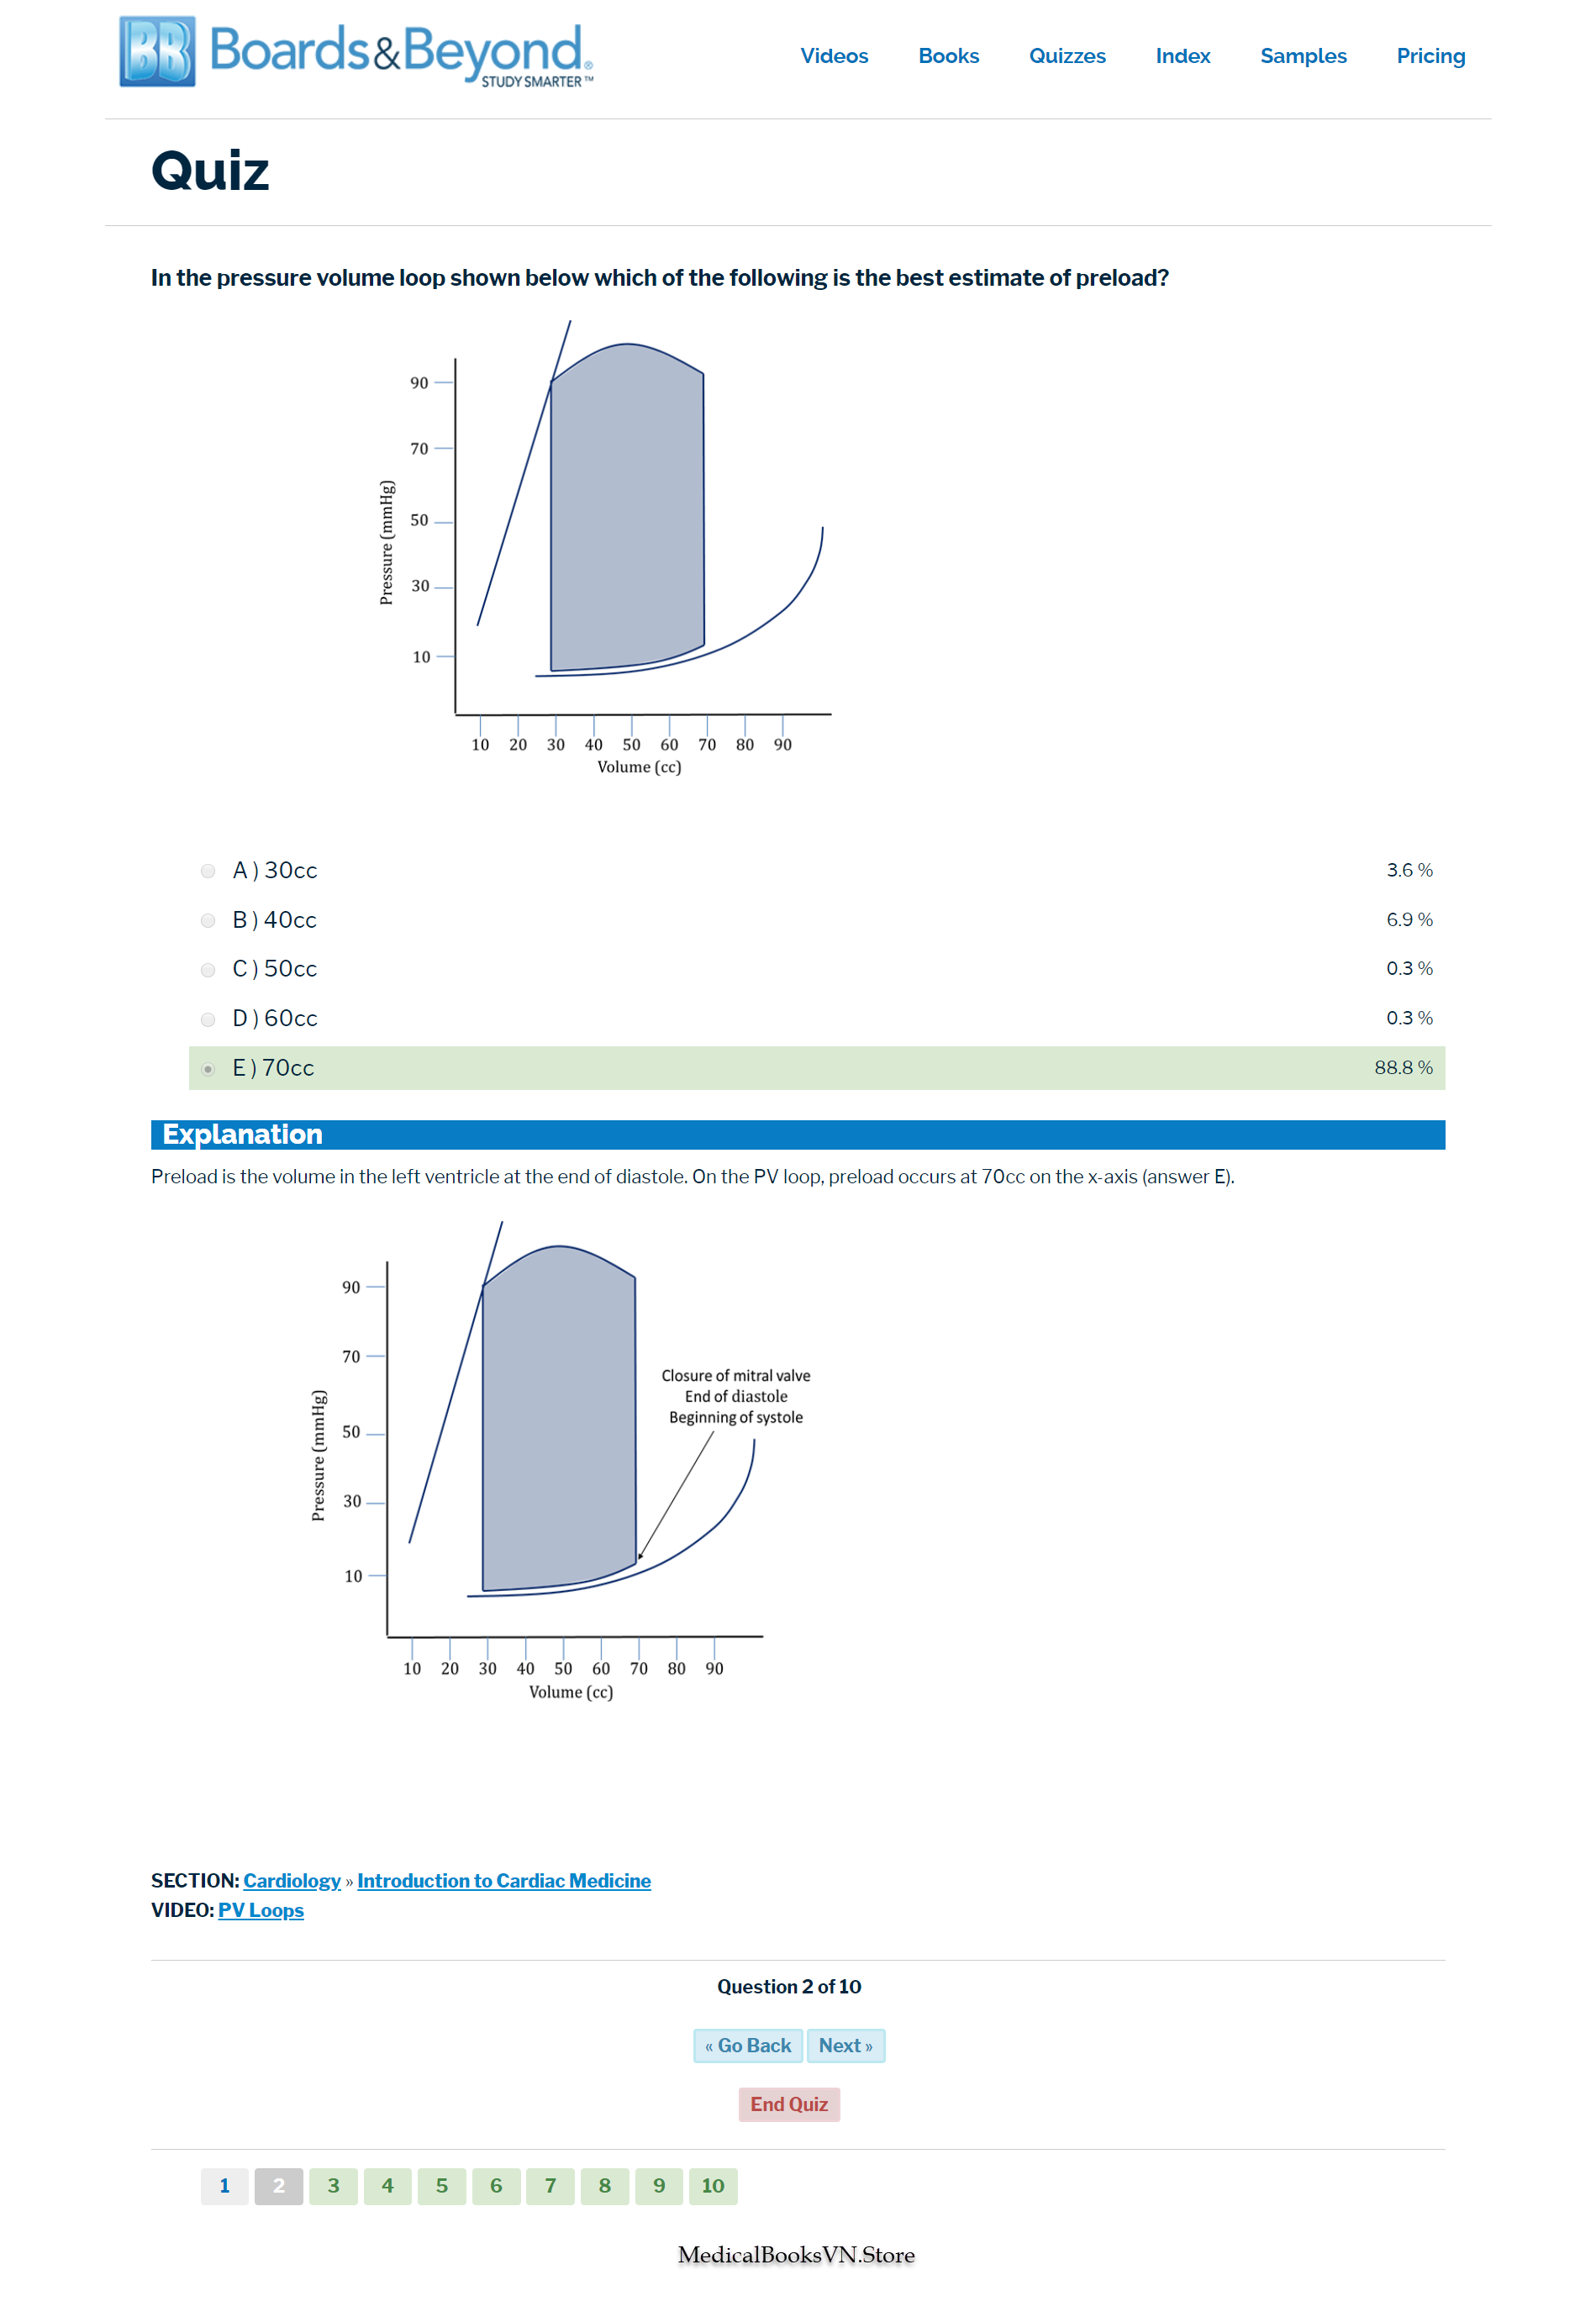 BB Boards&Beyond®
STUDY SMARTER™
Videos Books Quizzes Index Samples Pricing
Quiz
In the pressure volume loop shown below which of the following is the best estimate of preload?
90
70
50
30
10
Pressure (mmHg)
10 20 30 40 50 60 70 80 90
Volume (cc)
A ) 30cc 3.6 %
B ) 40cc 6.9 %
C ) 50cc 0.3 %
D ) 60cc 0.3 %
E ) 70cc 88.8 %
Explanation
Preload is the volume in the left ventricle at the end of diastole. On the PV loop, preload occurs at 70cc on the x-axis (answer E).
90
70
50
30
10
Pressure (mmHg)
Closure of mitral valve
End of diastole
Beginning of systole
10 20 30 40 50 60 70 80 90
Volume (cc)
SECTION: Cardiology » Introduction to Cardiac Medicine
VIDEO: PV Loops
Question 2 of 10
« Go Back Next »
End Quiz
1 2 3 4 5 6 7 8 9 10
MedicalBooksVN.Store